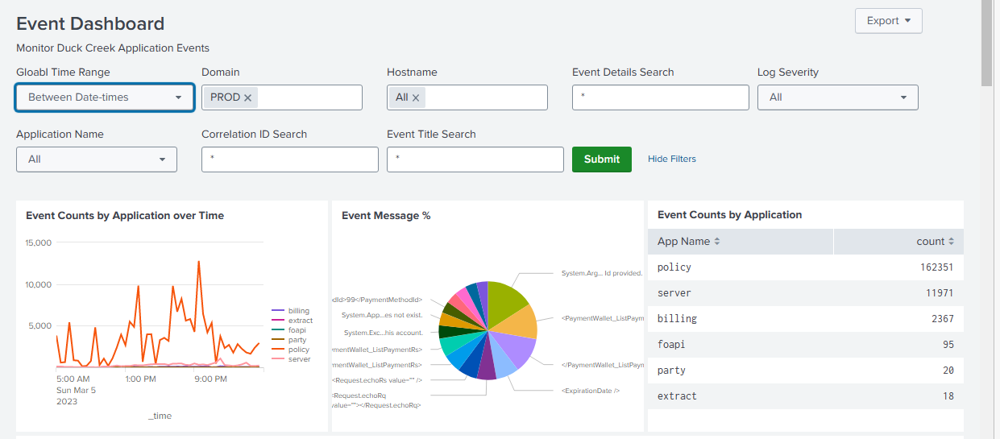 Event Dashboard
Export
Monitor Duck Creek Application Events
Gloabl Time Range
Domain
Hostname
Event Details Search
Log Severity
Between Date-times
PROD
All
*
All
Application Name
Correlation ID Search
Event Title Search
All
*
*
Submit
Hide Filters
Event Counts by Application over Time
15,000
10,000
5,000
5:00 AM
Sun Mar 5
2023
1:00 PM
9:00 PM
_time
billing
extract
foapi
party
policy
server
Event Message %
System.Arg... Id provided.
<PaymentWallet_ListPaym
</PaymentWallet_ListPaym
<ExpirationDate />
dId>99</PaymentMethodId>
System.App...es not exist.
System.Exc...his account.
ymentWallet_ListPaymentRs>
ymentWallet_ListPaymentRs>
<Request.echoRs value="" />
<Request.echoRq
value=""></Request.echoRq>
Event Counts by Application
App Name count
policy 162351
server 11971
billing 2367
foapi 95
party 20
extract 18